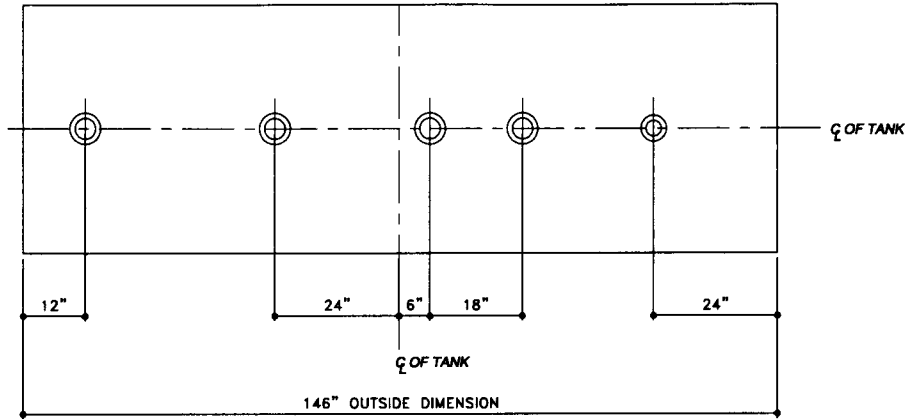 ℄ OF TANK
12" 24" 6" 18" 24"
℄ OF TANK
146" OUTSIDE DIMENSION